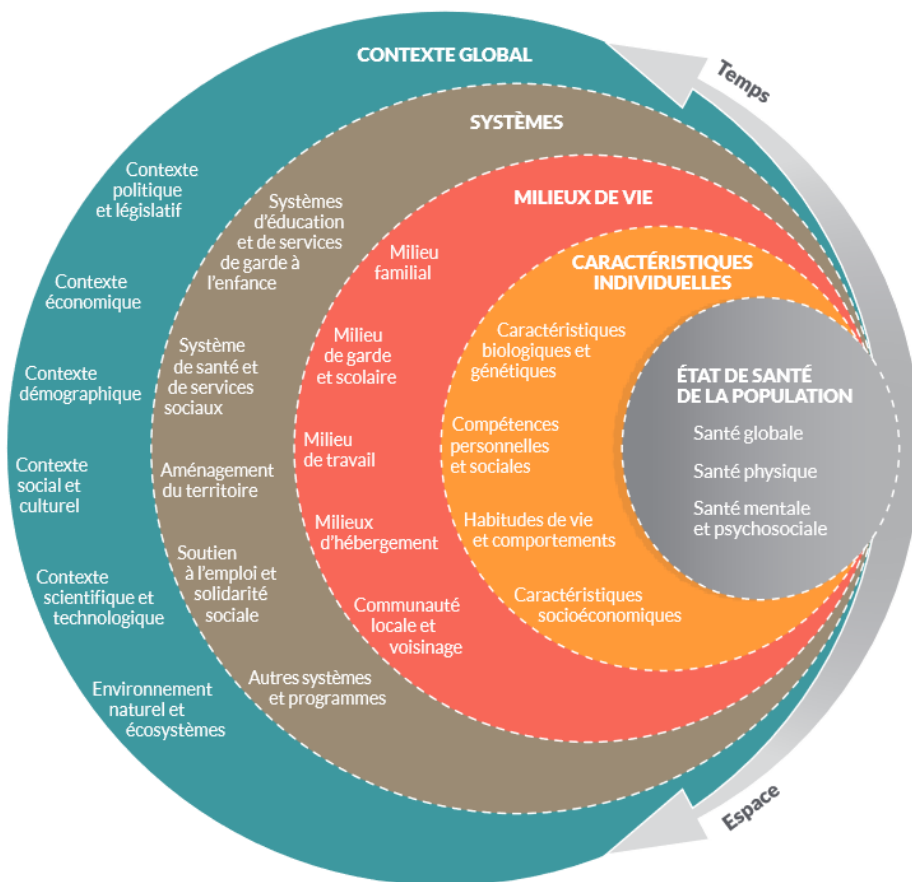 CONTEXTE GLOBAL
Contexte
politique
et législatif
Contexte
économique
Contexte
démographique
Contexte
social et
culturel
Contexte
scientifique et
technologique
Environnement
naturel et
écosystèmes
SYSTÈMES
Systèmes
d'éducation
et de services
de garde à
l'enfance
Système
de santé et
de services
sociaux
Aménagement
du territoire
Soutien
à l'emploi et
solidarité
sociale
Autres systèmes
et programmes
MILIEUX DE VIE
Milieu
familial
Milieu
de garde
et scolaire
Milieu
de travail
Milieux
d'hébergement
Communauté
locale et
voisinage
CARACTÉRISTIQUES
INDIVIDUELLES
Caractéristiques
biologiques et
génétiques
Compétences
personnelles
et sociales
Habitudes de vie
et comportements
Caractéristiques
socioéconomiques
ÉTAT DE SANTÉ
DE LA POPULATION
Santé globale
Santé physique
Santé mentale
et psychosociale
Temps
Espace